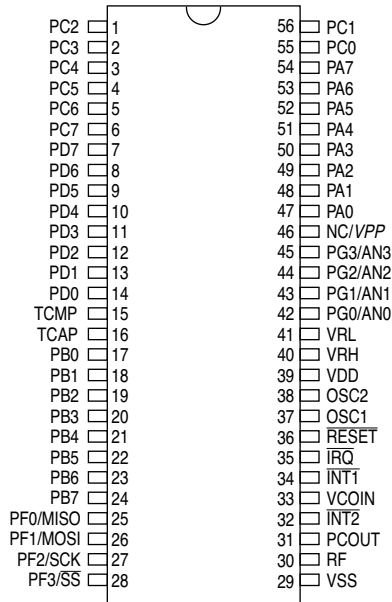 PC2 1 56 PC1
PC3 2 55 PC0
PC4 3 54 PA7
PC5 4 53 PA6
PC6 5 52 PA5
PC7 6 51 PA4
PD7 7 50 PA3
PD6 8 49 PA2
PD5 9 48 PA1
PD4 10 47 PA0
PD3 11 46 NC/VPP
PD2 12 45 PG3/AN3
PD1 13 44 PG2/AN2
PD0 14 43 PG1/AN1
TCMP 15 42 PG0/AN0
TCAP 16 41 VRL
PB0 17 40 VRH
PB1 18 39 VDD
PB2 19 38 OSC2
PB3 20 37 OSC1
PB4 21 36 R̅E̅S̅E̅T̅
PB5 22 35 I̅R̅Q̅
PB6 23 34 I̅N̅T̅1̅
PB7 24 33 VCOIN
PF0/MISO 25 32 I̅N̅T̅2̅
PF1/MOSI 26 31 PCOUT
PF2/SCK 27 30 RF
PF3/S̅S̅ 28 29 VSS